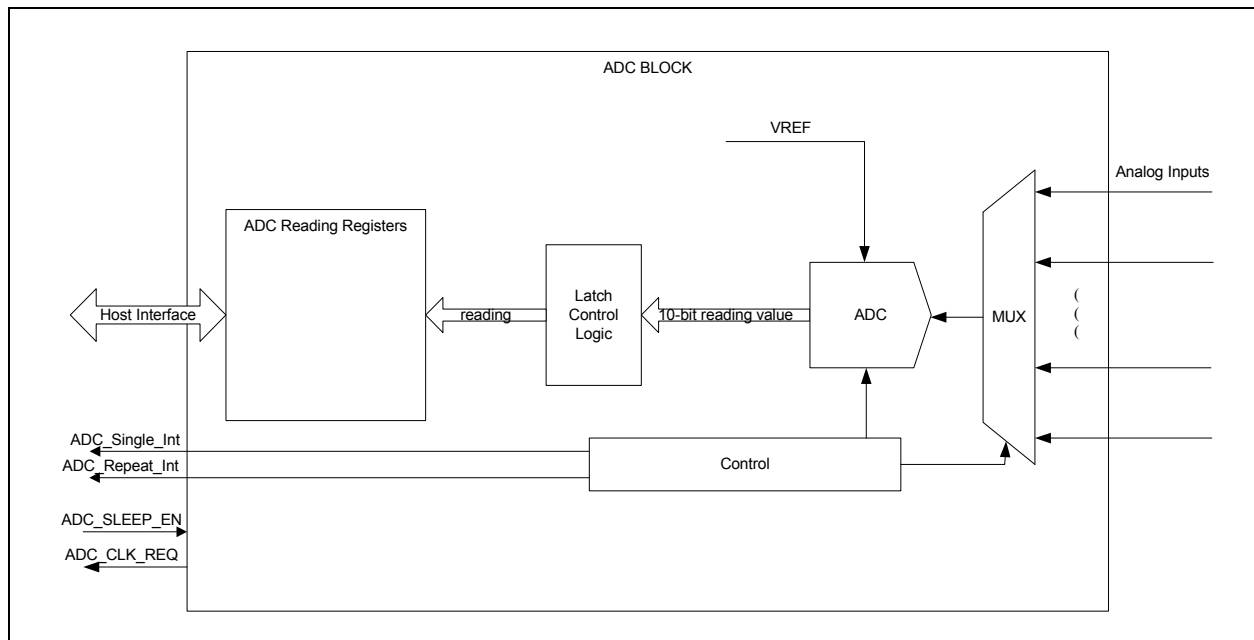 ADC BLOCK
VREF
Analog Inputs
ADC Reading Registers
Host Interface
reading
Latch
Control
Logic
10-bit reading value
ADC
MUX
(
(
(
ADC_Single_Int
ADC_Repeat_Int
Control
ADC_SLEEP_EN
ADC_CLK_REQ